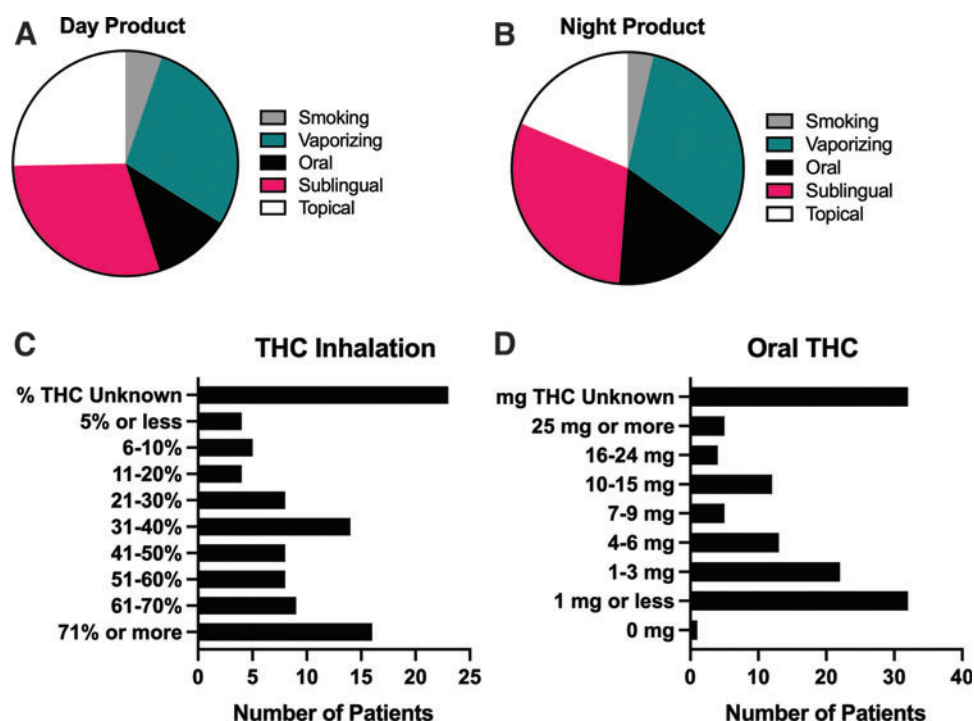 A
Day Product
Smoking
Vaporizing
Oral
Sublingual
Topical
B
Night Product
Smoking
Vaporizing
Oral
Sublingual
Topical
C
THC Inhalation
% THC Unknown
5% or less
6-10%
11-20%
21-30%
31-40%
41-50%
51-60%
61-70%
71% or more
0 5 10 15 20 25
Number of Patients
D
Oral THC
mg THC Unknown
25 mg or more
16-24 mg
10-15 mg
7-9 mg
4-6 mg
1-3 mg
1 mg or less
0 mg
0 10 20 30 40
Number of Patients